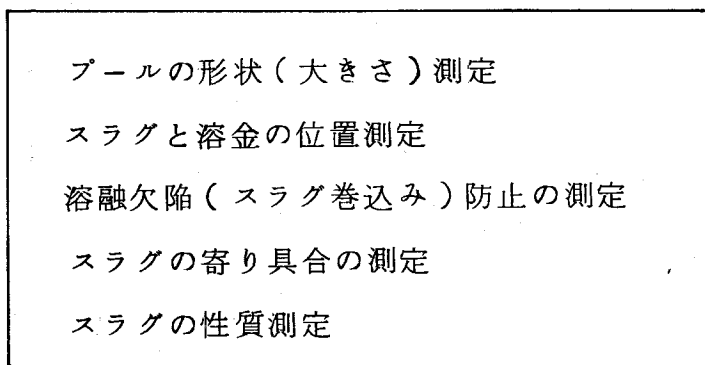 プールの形状(大きさ)測定
スラグと溶金の位置測定
溶融欠陥(スラグ巻込み)防止の測定
スラグの寄り具合の測定
スラグの性質測定